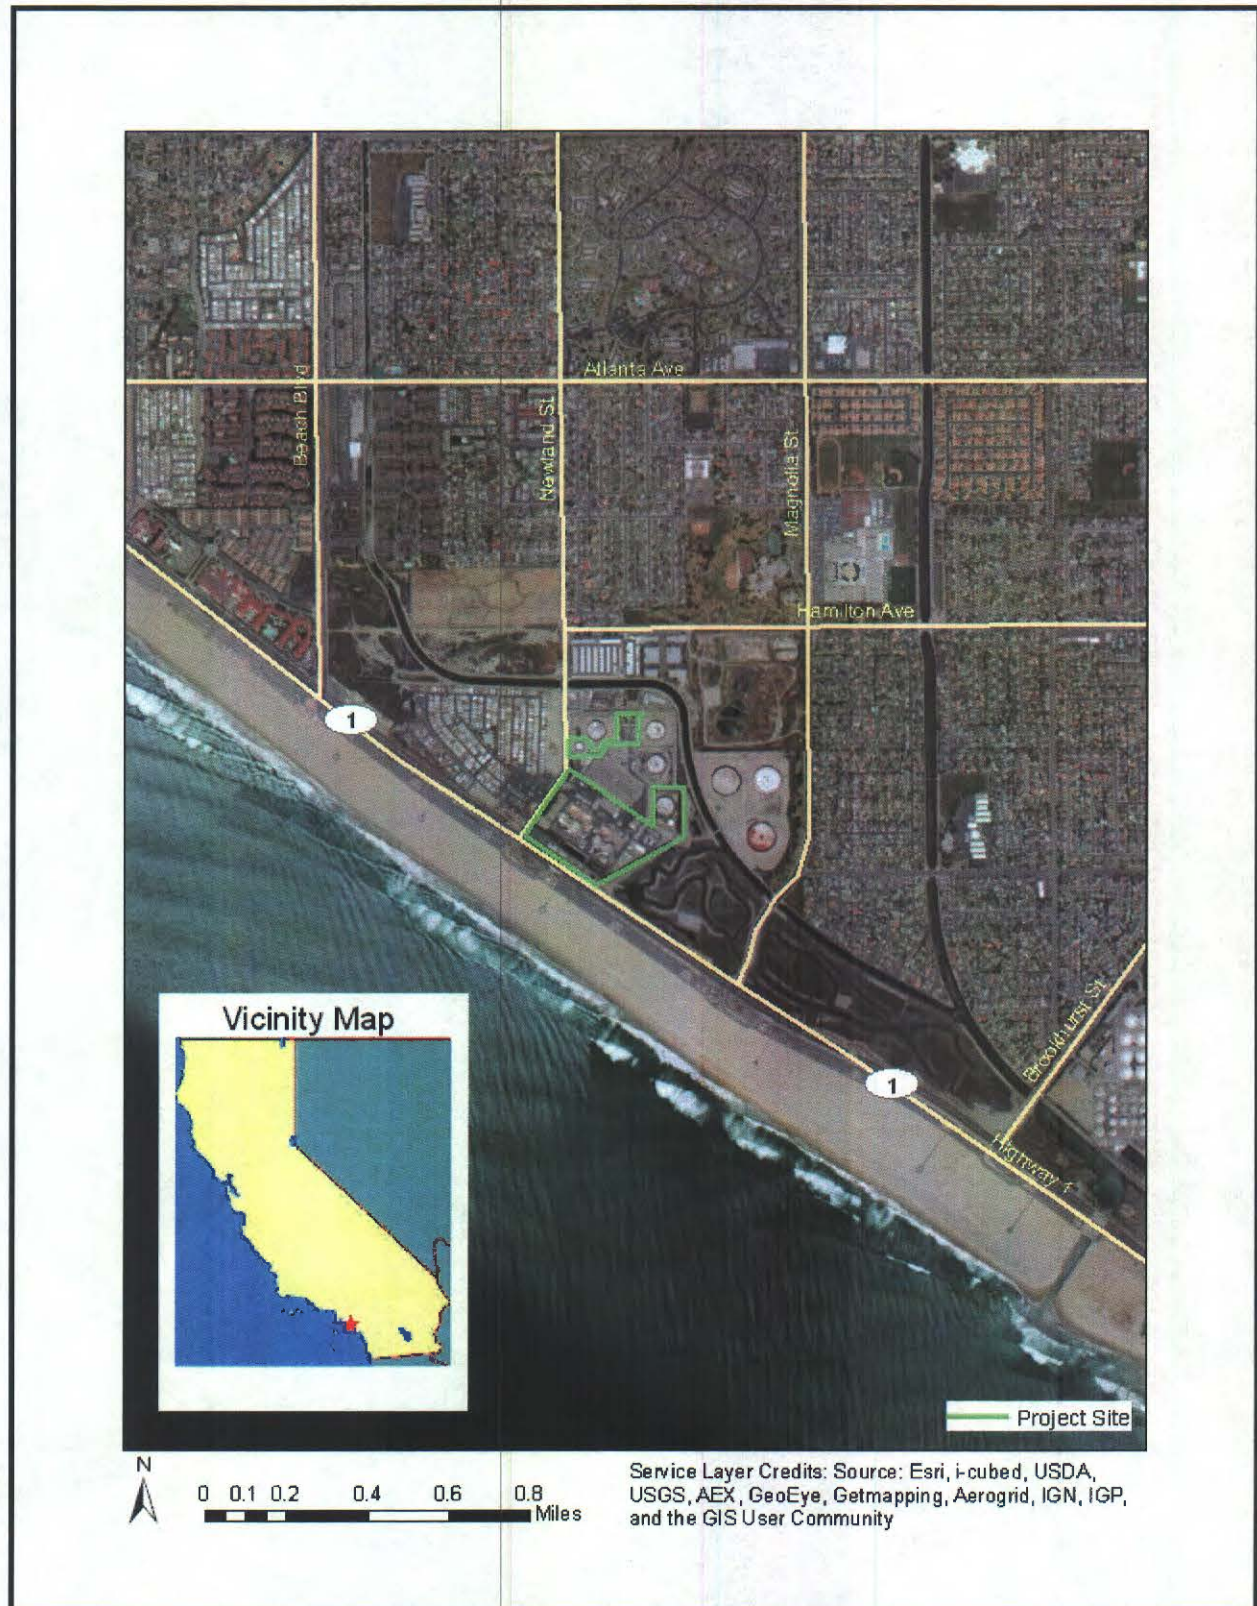 Atlanta Ave
Beach Blvd
Newland St
Magnolia St
Hamilton Ave
1
Vicinity Map
1
Brookhurst St
Highway 1
Project Site
N
0 0.1 0.2 0.4 0.6 0.8
Miles
Service Layer Credits: Source: Esri, i-cubed, USDA,
USGS, AEX, GeoEye, Getmapping, Aerogrid, IGN, IGP,
and the GIS User Community